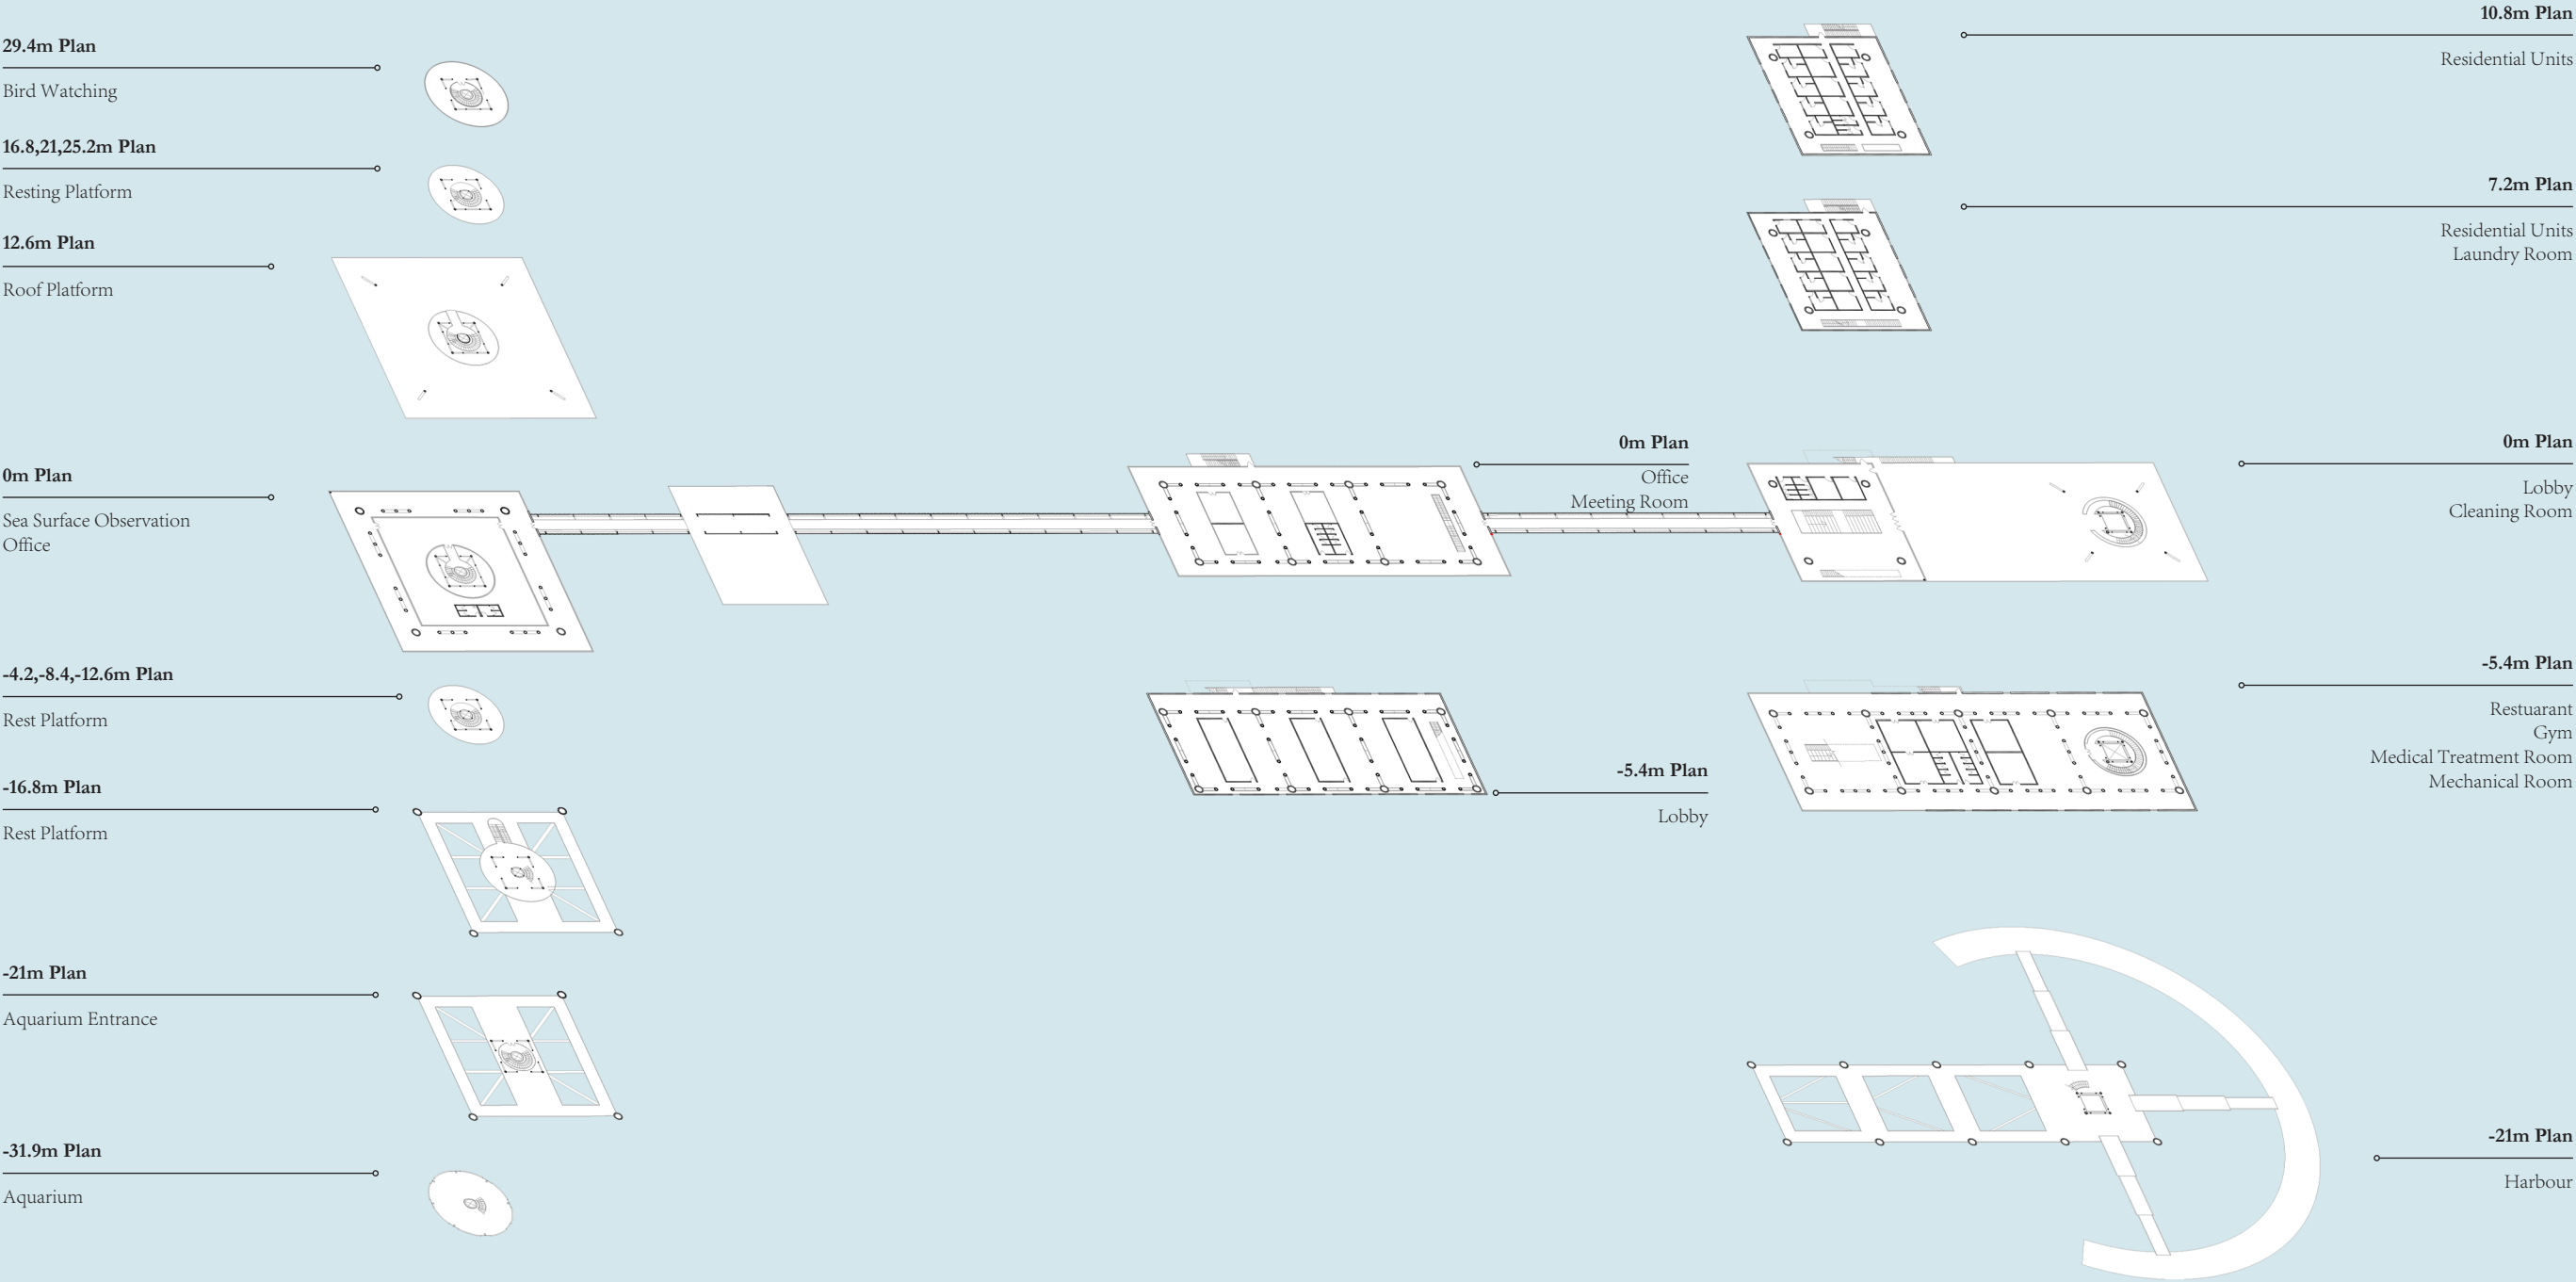 29.4m Plan
Bird Watching
16.8,21,25.2m Plan
Resting Platform
12.6m Plan
Roof Platform
0m Plan
Sea Surface Observation
Office
-4.2,-8.4,-12.6m Plan
Rest Platform
-16.8m Plan
Rest Platform
-21m Plan
Aquarium Entrance
-31.9m Plan
Aquarium
0m Plan
Office
Meeting Room
-5.4m Plan
Lobby
10.8m Plan
Residential Units
7.2m Plan
Residential Units
Laundry Room
0m Plan
Lobby
Cleaning Room
-5.4m Plan
Restuarant
Gym
Medical Treatment Room
Mechanical Room
-21m Plan
Harbour